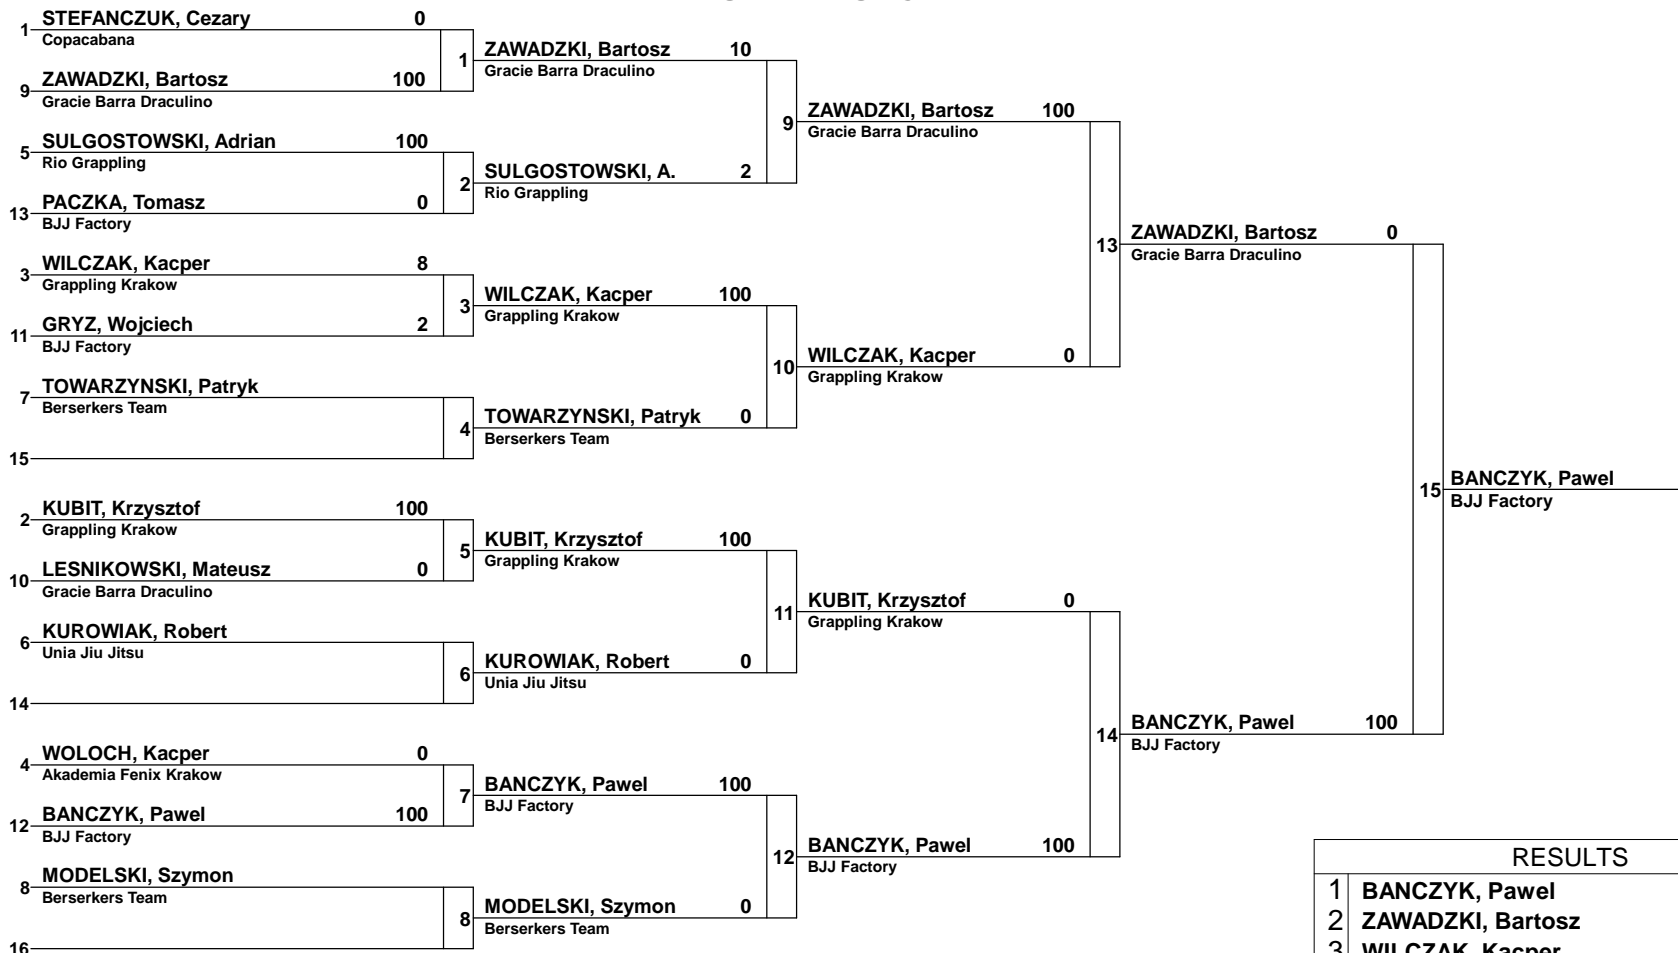 STEFANCZUK, Cezary 0
1
Copacabana
1
ZAWADZKI, Bartosz 100
9
Gracie Barra Draculino
SULGOSTOWSKI, Adrian 100
5
Rio Grappling
2
PACZKA, Tomasz 0
13
BJJ Factory
WILCZAK, Kacper 8
3
Grappling Krakow
3
GRYZ, Wojciech 2
11
BJJ Factory
TOWARZYNSKI, Patryk
7
Berserkers Team
4
15
KUBIT, Krzysztof 100
2
Grappling Krakow
5
LESNIKOWSKI, Mateusz 0
10
Gracie Barra Draculino
KUROWIAK, Robert
6
Unia Jiu Jitsu
6
14
WOLOCH, Kacper 0
4
Akademia Fenix Krakow
7
BANCZYK, Pawel 100
12
BJJ Factory
MODELSKI, Szymon
8
Berserkers Team
8
16
ZAWADZKI, Bartosz 10
Gracie Barra Draculino
9
SULGOSTOWSKI, A. 2
Rio Grappling
WILCZAK, Kacper 100
Grappling Krakow
10
TOWARZYNSKI, Patryk 0
Berserkers Team
KUBIT, Krzysztof 100
Grappling Krakow
11
KUROWIAK, Robert 0
Unia Jiu Jitsu
BANCZYK, Pawel 100
BJJ Factory
12
MODELSKI, Szymon 0
Berserkers Team
ZAWADZKI, Bartosz 100
Gracie Barra Draculino
13
WILCZAK, Kacper 0
Grappling Krakow
KUBIT, Krzysztof 0
Grappling Krakow
14
BANCZYK, Pawel 100
BJJ Factory
ZAWADZKI, Bartosz 0
Gracie Barra Draculino
15
BANCZYK, Pawel 100
BJJ Factory
BANCZYK, Pawel
BJJ Factory
RESULTS
1 BANCZYK, Pawel
2 ZAWADZKI, Bartosz
3 WILCZAK, Kacper